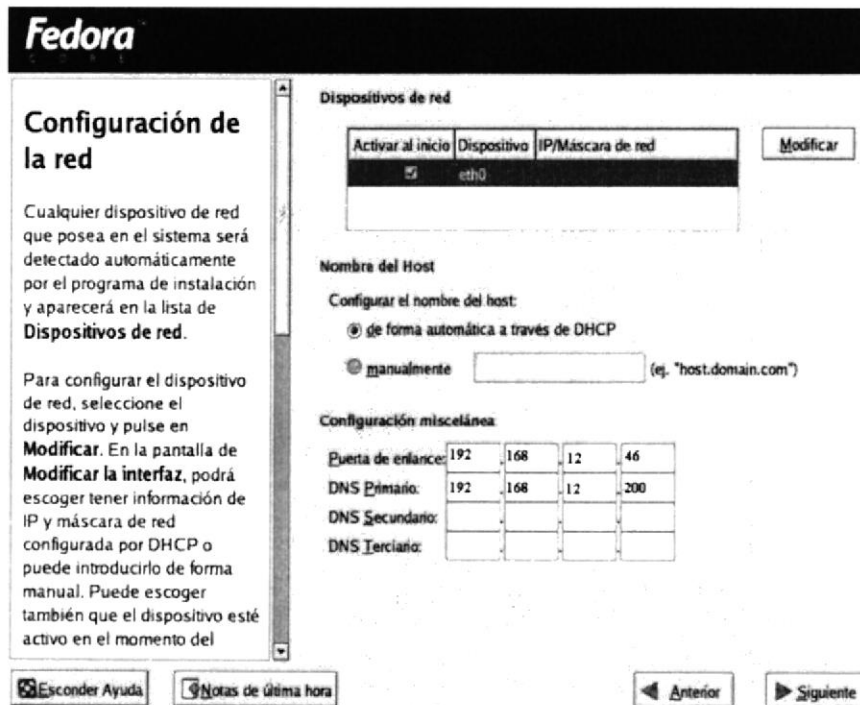 Fedora
CORE
Configuración de
la red
Cualquier dispositivo de red
que posea en el sistema será
detectado automáticamente
por el programa de instalación
y aparecerá en la lista de
Dispositivos de red.
Para configurar el dispositivo
de red, seleccione el
dispositivo y pulse en
Modificar. En la pantalla de
Modificar la interfaz, podrá
escoger tener información de
IP y máscara de red
configurada por DHCP o
puede introducirlo de forma
manual. Puede escoger
también que el dispositivo esté
activo en el momento del
Dispositivos de red
Activar al inicio Dispositivo IP/Máscara de red
eth0
Modificar
Nombre del Host
Configurar el nombre del host:
de forma automática a través de DHCP
manualmente (ej. "host.domain.com")
Configuración miscelánea
Puerta de enlance: 192 . 168 . 12 . 46
DNS Primario: 192 . 168 . 12 . 200
DNS Secundario: . . .
DNS Terciario: . . .
Esconder Ayuda Notas de última hora Anterior Siguiente